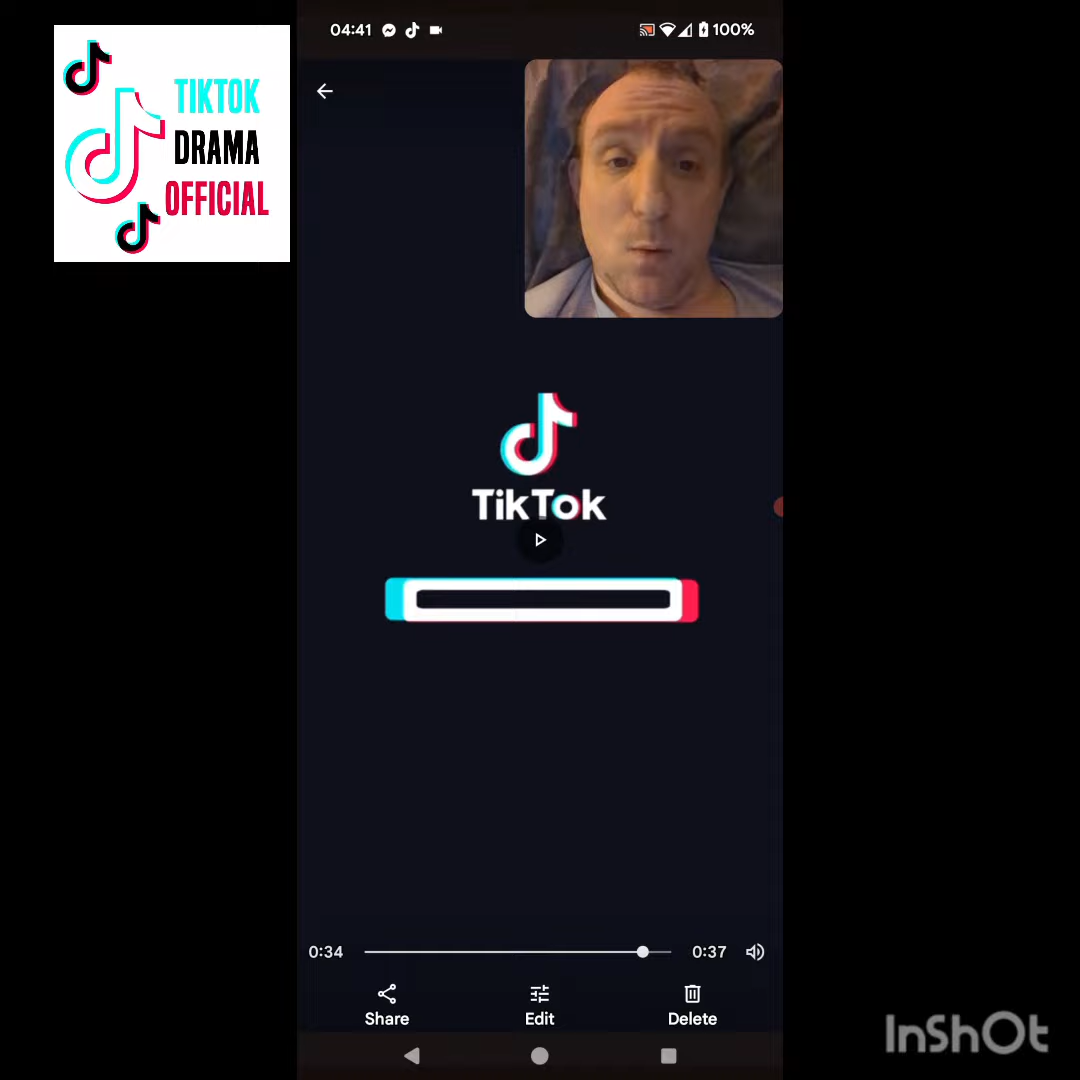 04:41
100%
TIKTOK
DRAMA
OFFICIAL
TikTok
0:34
0:37
Share
Edit
Delete
InShOt